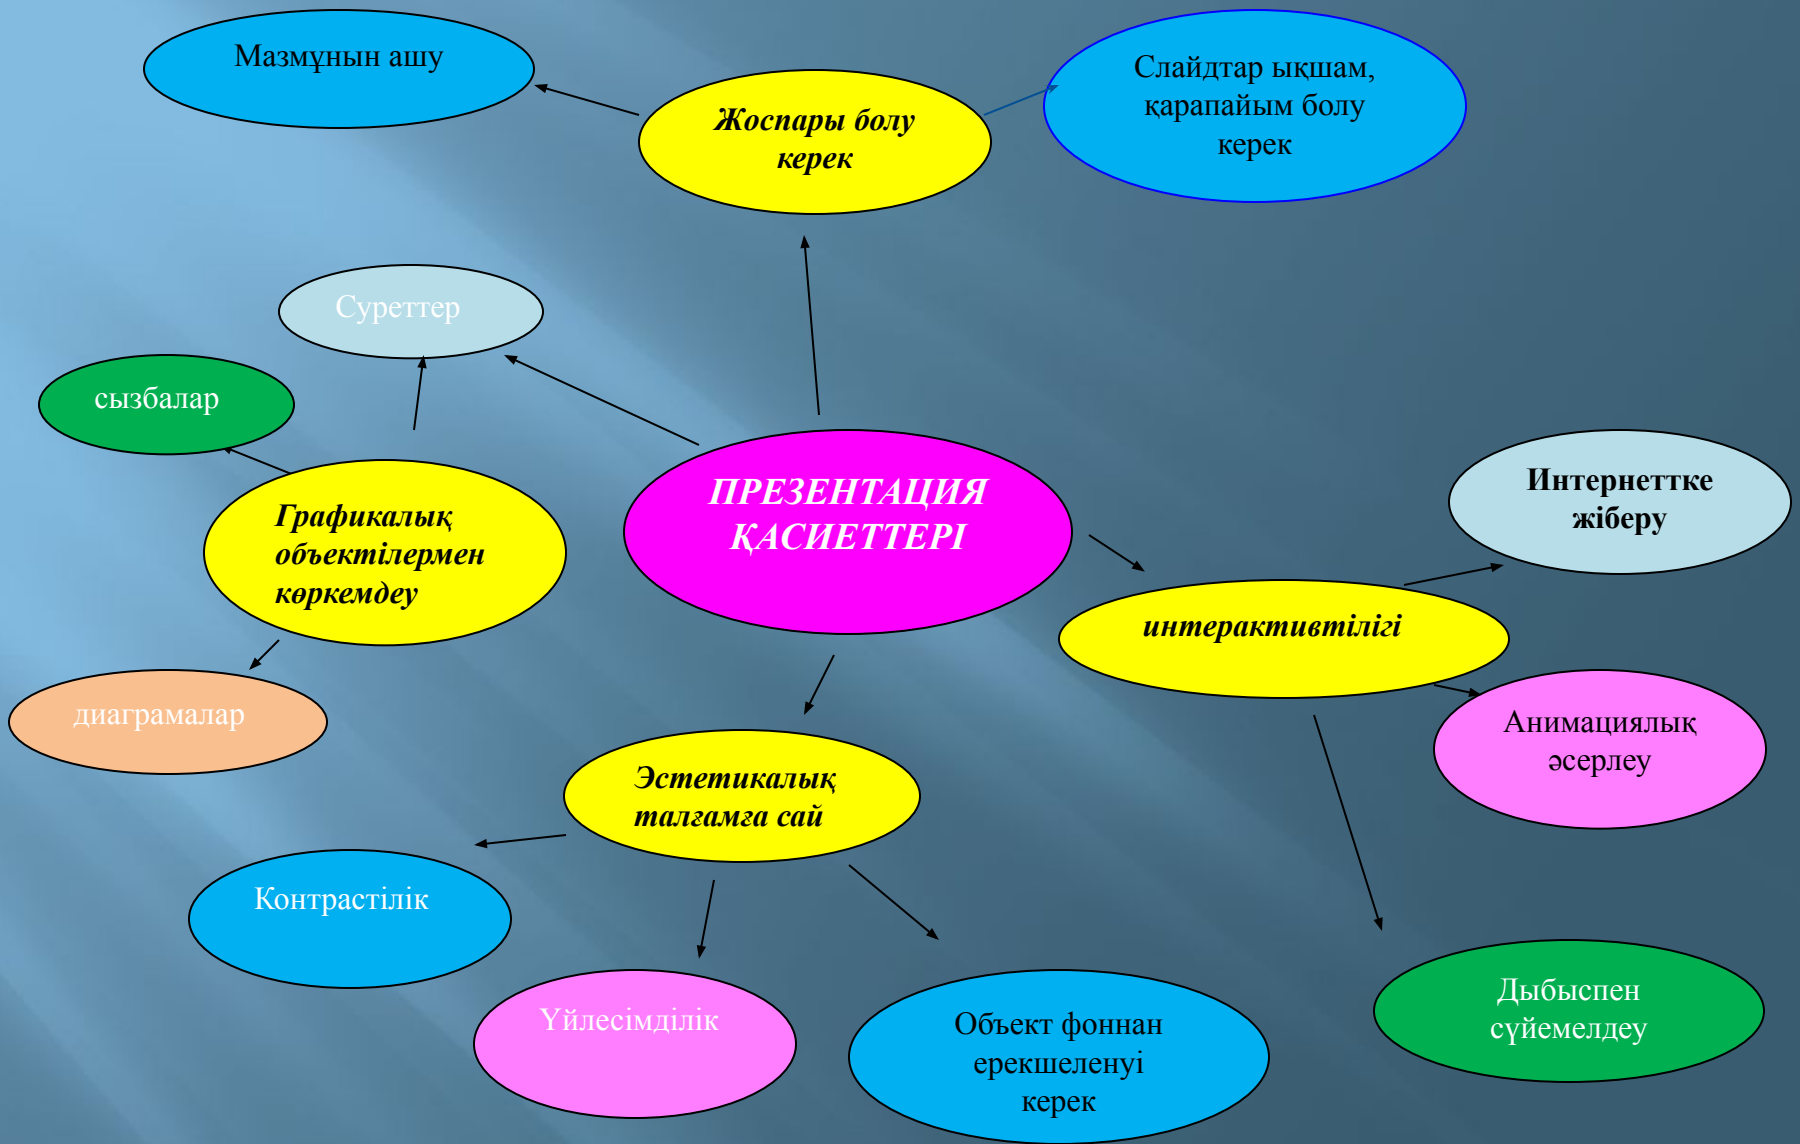 Мазмұнын ашу
Слайдтар ықшам,
қарапайым болу
керек
Жоспары болу
керек
Суреттер
сызбалар
ПРЕЗЕНТАЦИЯ
ҚАСИЕТТЕРІ
Интернеттке
жіберу
Графикалық
объектілермен
көркемдеу
интерактивтілігі
диаграмалар
Анимациялық
әсерлеу
Эстетикалық
талғамға сай
Контрастілік
Үйлесімділік
Объект фоннан
ерекшеленуі
керек
Дыбыспен
сүйемелдеу